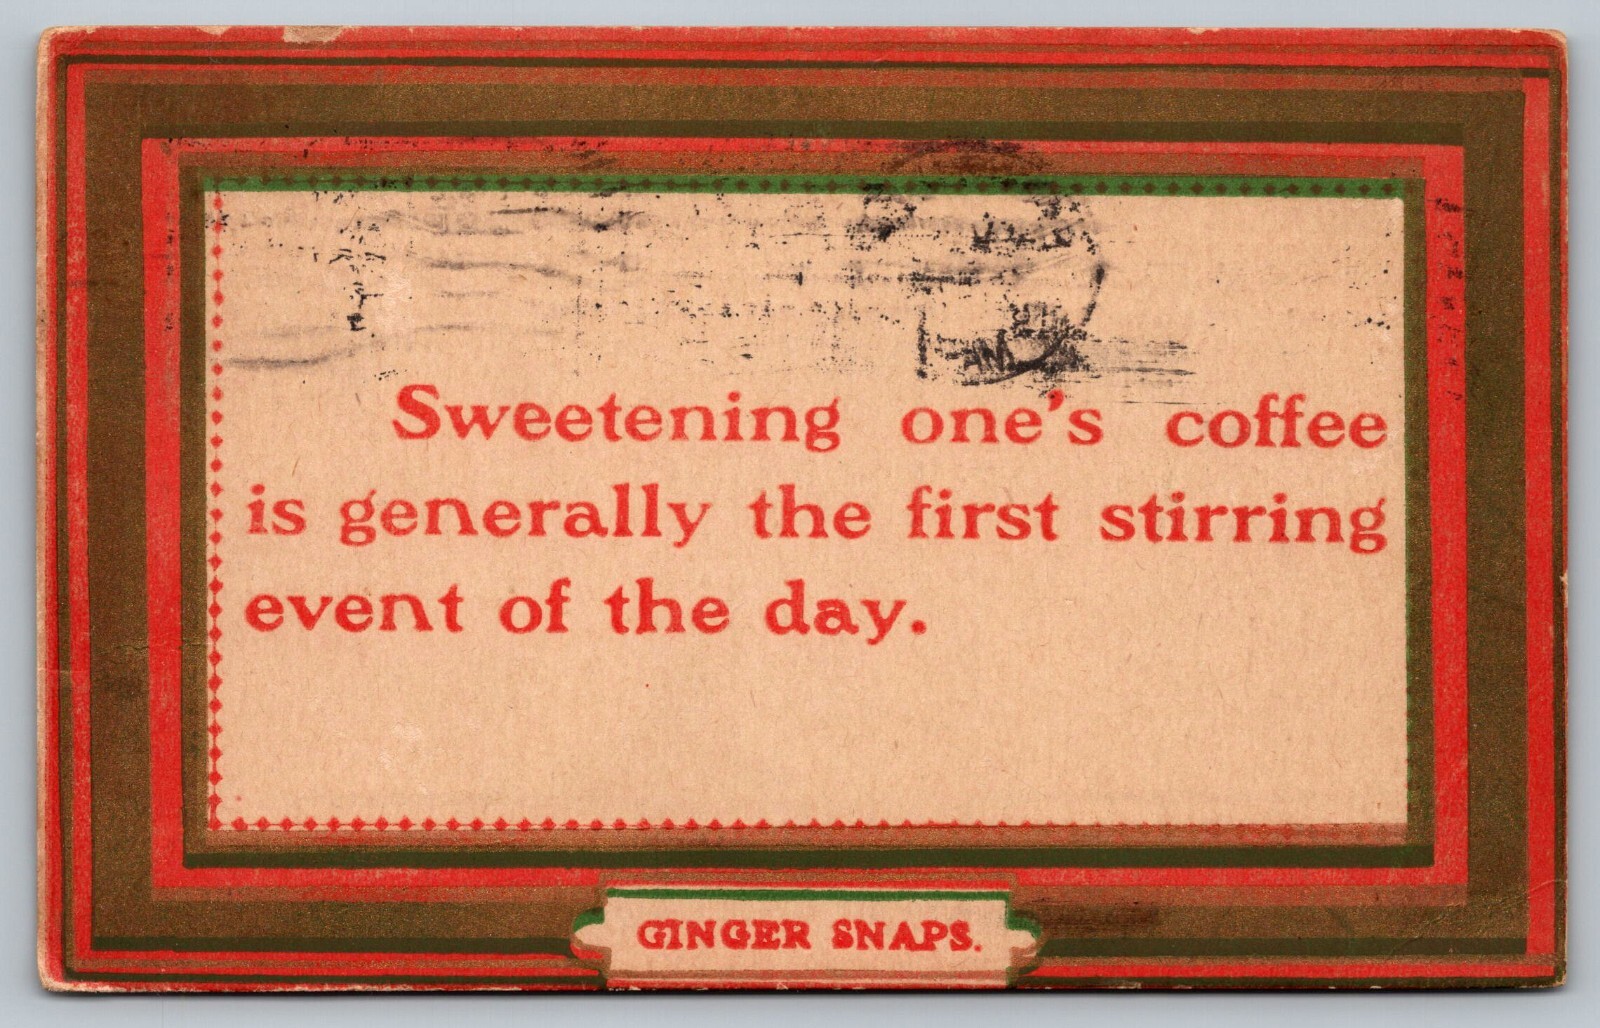 Sweetening one's coffee
is generally the first stirring
event of the day.
GINGER SNAPS.